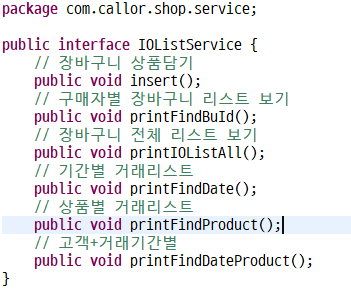 package com.callor.shop.service;
public interface IOListService {
// 장바구니 상품담기
public void insert();
// 구매자별 장바구니 리스트 보기
public void printFindBuId();
// 장바구니 전체 리스트 보기
public void printIOListAll();
// 기간별 거래리스트
public void printFindDate();
// 상품별 거래리스트
public void printFindProduct();
// 고객+거래기간별
public void printFindDateProduct();
}